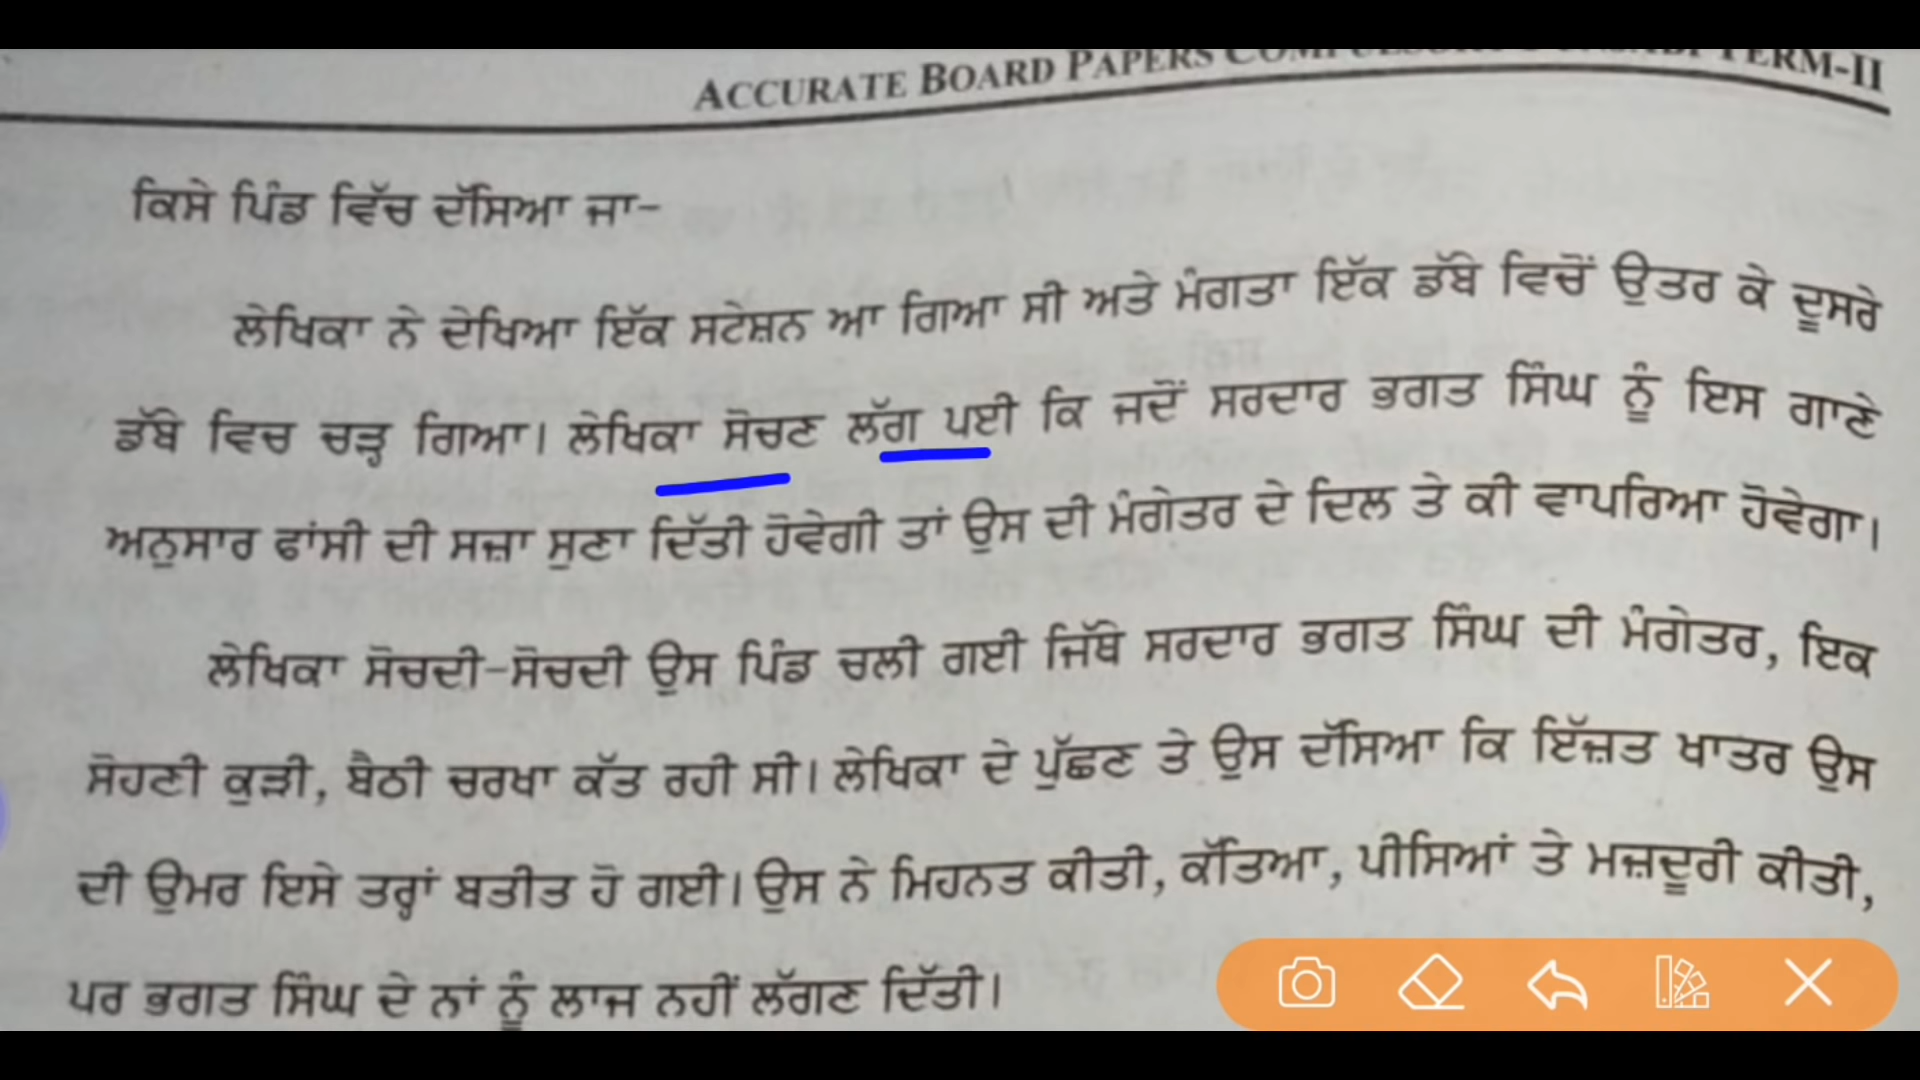 ACCURATE BOARD PAPERS COMPULSORY PUNJABI TERM-II
ਕਿਸੇ ਪਿੰਡ ਵਿੱਚ ਦੱਸਿਆ ਜਾ-
ਲੇਖਿਕਾ ਨੇ ਦੇਖਿਆ ਇੱਕ ਸਟੇਸ਼ਨ ਆ ਗਿਆ ਸੀ ਅਤੇ ਮੰਗਤਾ ਇੱਕ ਡੱਬੇ ਵਿਚੋਂ ਉਤਰ ਕੇ ਦੂਸਰੇ
ਡੱਬੇ ਵਿਚ ਚੜ੍ਹ ਗਿਆ। ਲੇਖਿਕਾ ਸੋਚਣ ਲੱਗ ਪਈ ਕਿ ਜਦੋਂ ਸਰਦਾਰ ਭਗਤ ਸਿੰਘ ਨੂੰ ਇਸ ਗਾਣੇ
ਅਨੁਸਾਰ ਫਾਂਸੀ ਦੀ ਸਜ਼ਾ ਸੁਣਾ ਦਿੱਤੀ ਹੋਵੇਗੀ ਤਾਂ ਉਸ ਦੀ ਮੰਗੇਤਰ ਦੇ ਦਿਲ ਤੇ ਕੀ ਵਾਪਰਿਆ ਹੋਵੇਗਾ।
ਲੇਖਿਕਾ ਸੋਚਦੀ-ਸੋਚਦੀ ਉਸ ਪਿੰਡ ਚਲੀ ਗਈ ਜਿੱਥੇ ਸਰਦਾਰ ਭਗਤ ਸਿੰਘ ਦੀ ਮੰਗੇਤਰ, ਇਕ
ਸੋਹਣੀ ਕੁੜੀ, ਬੈਠੀ ਚਰਖਾ ਕੱਤ ਰਹੀ ਸੀ। ਲੇਖਿਕਾ ਦੇ ਪੁੱਛਣ ਤੇ ਉਸ ਦੱਸਿਆ ਕਿ ਇੱਜ਼ਤ ਖਾਤਰ ਉਸ
ਦੀ ਉਮਰ ਇਸੇ ਤਰ੍ਹਾਂ ਬਤੀਤ ਹੋ ਗਈ। ਉਸ ਨੇ ਮਿਹਨਤ ਕੀਤੀ, ਕੱਤਿਆ, ਪੀਸਿਆਂ ਤੇ ਮਜ਼ਦੂਰੀ ਕੀਤੀ,
ਪਰ ਭਗਤ ਸਿੰਘ ਦੇ ਨਾਂ ਨੂੰ ਲਾਜ ਨਹੀਂ ਲੱਗਣ ਦਿੱਤੀ।